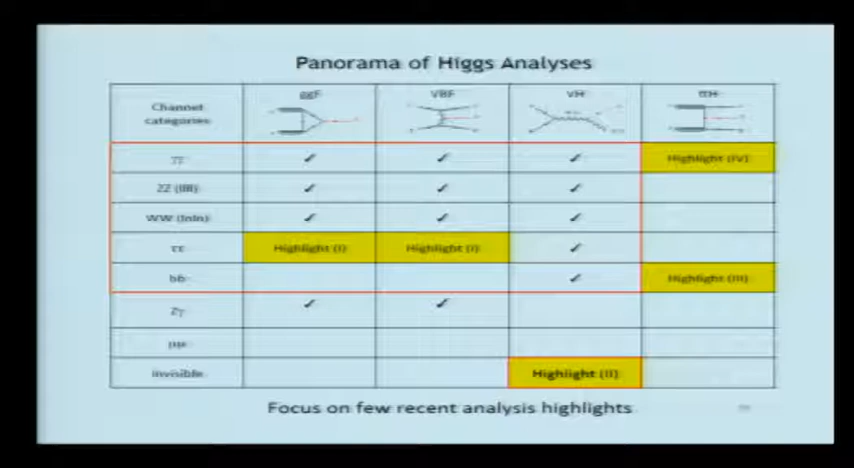 Panorama of Higgs Analyses
Channel categories ggF VBF VH ttH
γγ ✓ ✓ ✓ Highlight (IV)
ZZ (llll) ✓ ✓ ✓
WW (lnln) ✓ ✓ ✓
ττ Highlight (I) Highlight (I) ✓
bb ✓ Highlight (III)
Zγ ✓ ✓
μμ
Invisible Highlight (II)
Focus on few recent analysis highlights